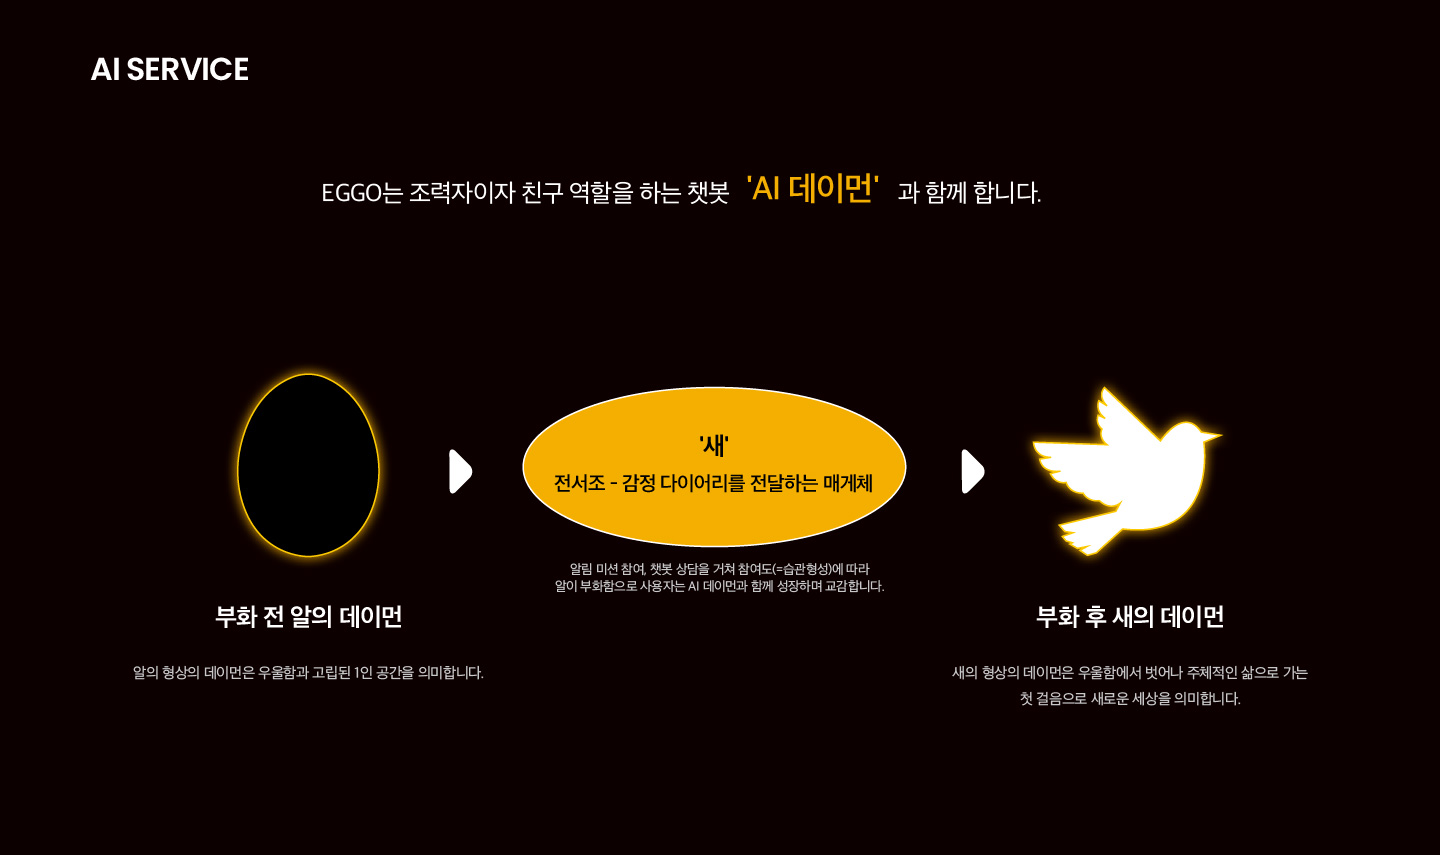 AI SERVICE
EGGO는 조력자이자 친구 역할을 하는 챗봇 'AI 데이먼' 과 함께 합니다.
'새'
전서조 - 감정 다이어리를 전달하는 매게체
알림 미션 참여, 챗봇 상담을 거쳐 참여도(=습관형성)에 따라
알이 부화함으로 사용자는 AI 데이먼과 함께 성장하며 교감합니다.
부화 전 알의 데이먼
알의 형상의 데이먼은 우울함과 고립된 1인 공간을 의미합니다.
부화 후 새의 데이먼
새의 형상의 데이먼은 우울함에서 벗어나 주체적인 삶으로 가는
첫 걸음으로 새로운 세상을 의미합니다.